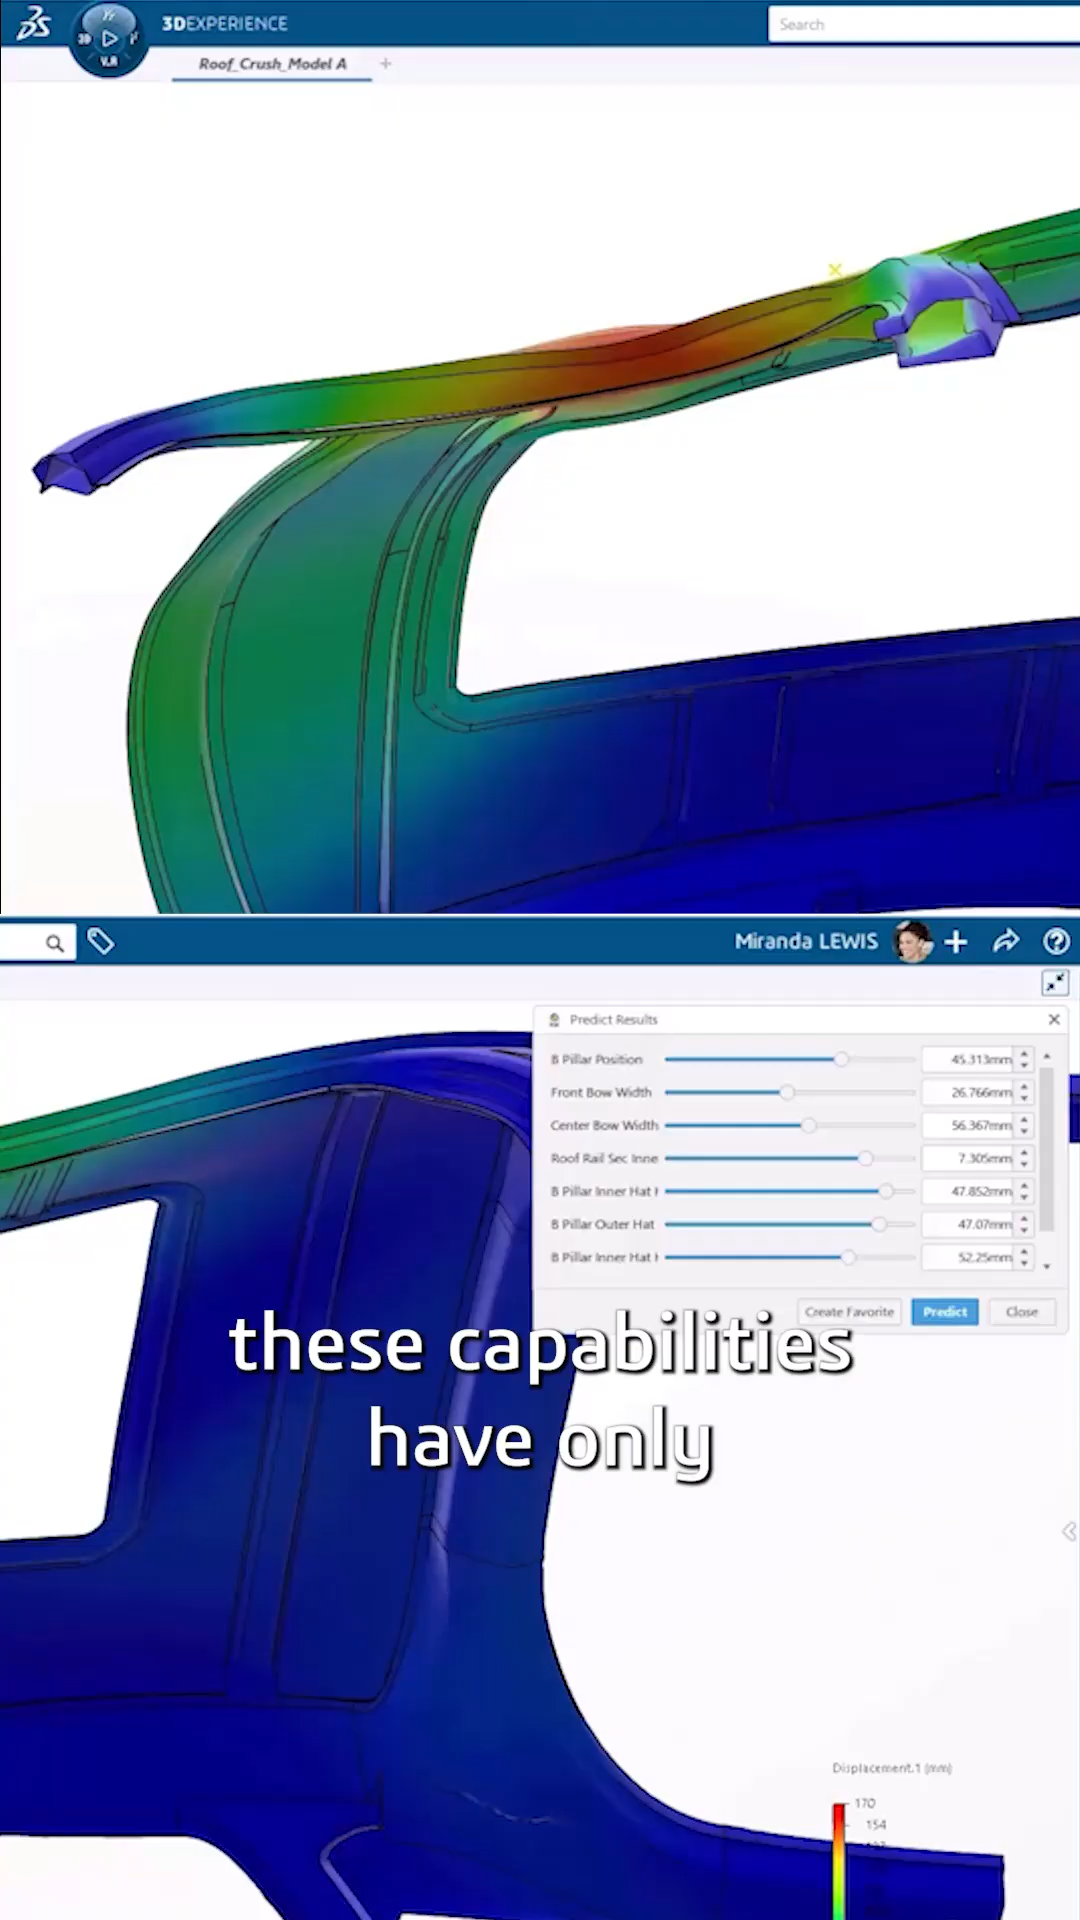 3DEXPERIENCE
Search
Roof_Crush_Model A
3D
V.R
Miranda LEWIS
Predict Results
B Pillar Position 45.313mm
Front Bow Width 26.766mm
Center Bow Width 56.367mm
Roof Rail Sec Inne 7.305mm
B Pillar Inner Hat 47.852mm
B Pillar Outer Hat 47.07mm
B Pillar Inner Hat 52.25mm
Create Favorite Predict Close
these capabilities
have only
Displacement.1 (mm)
170
154